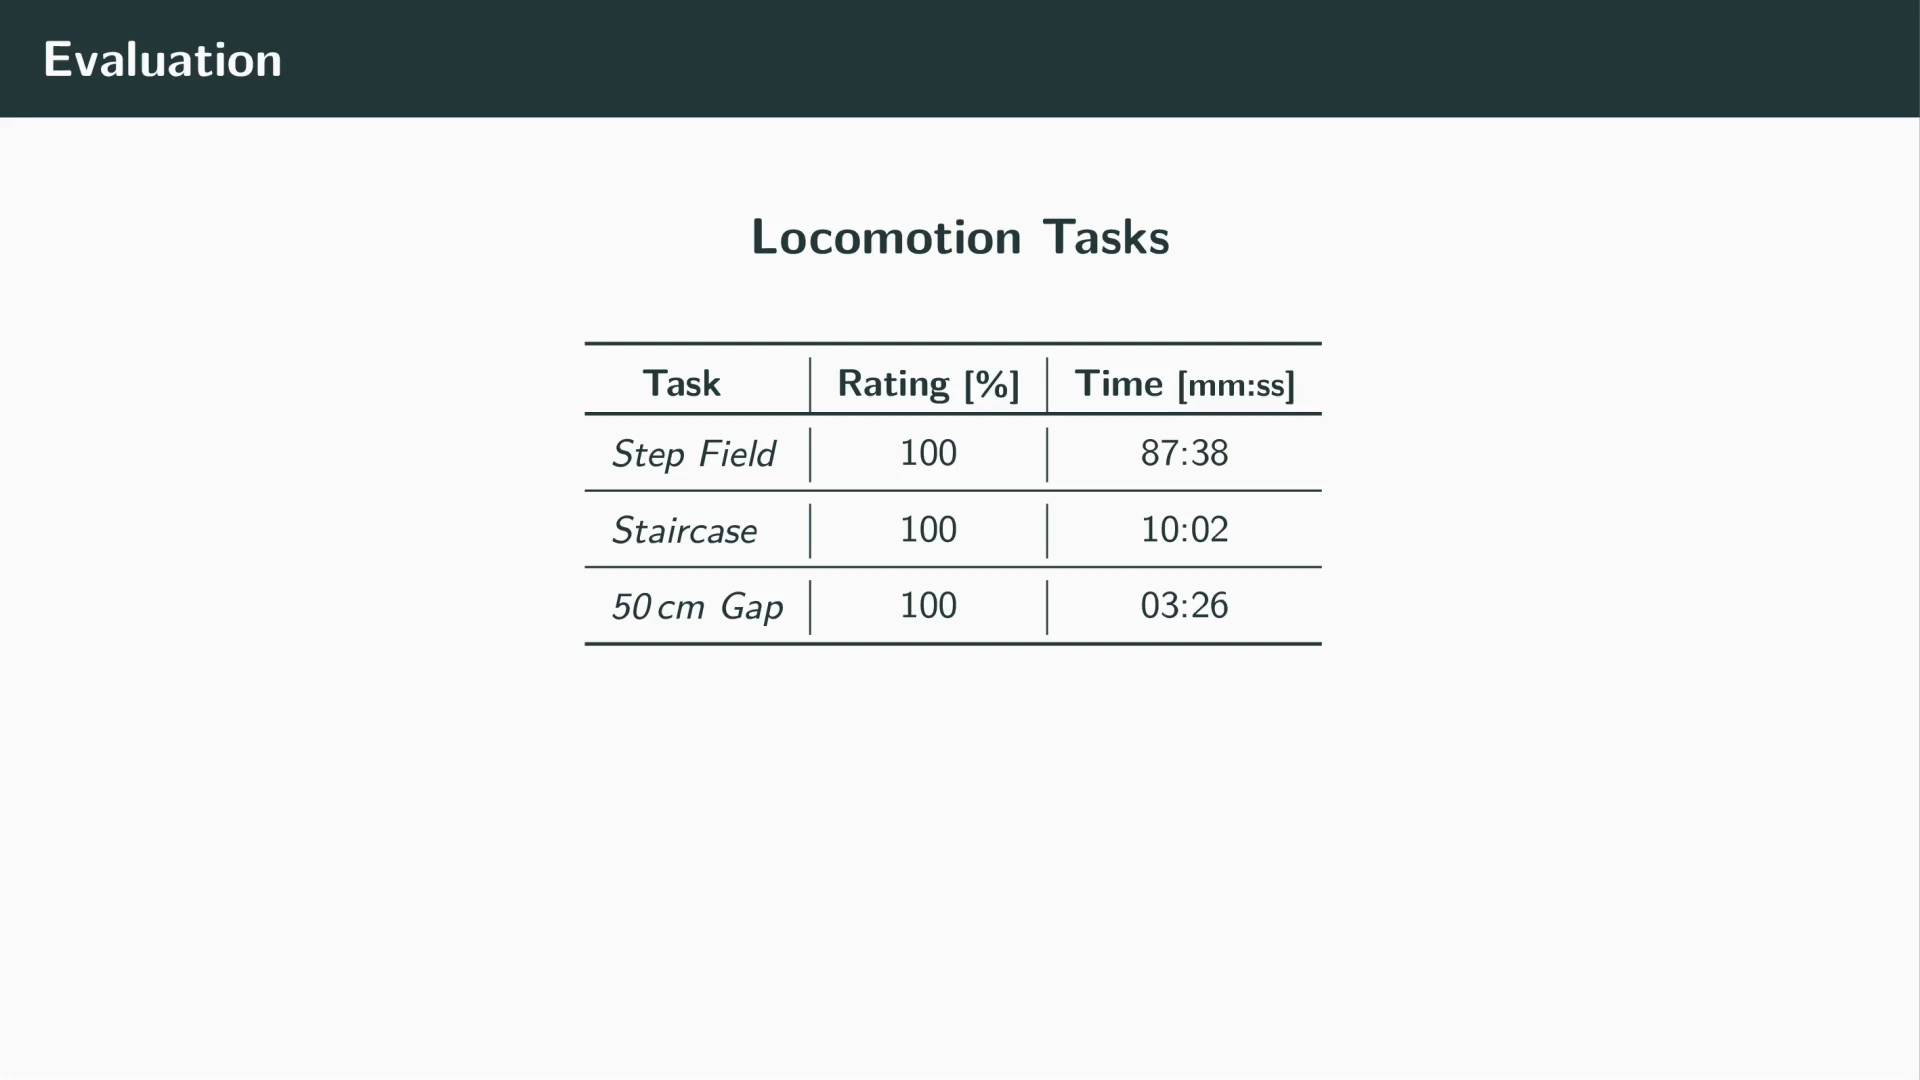 Evaluation
Locomotion Tasks
Task Rating [%] Time [mm:ss]
Step Field 100 87:38
Staircase 100 10:02
50 cm Gap 100 03:26